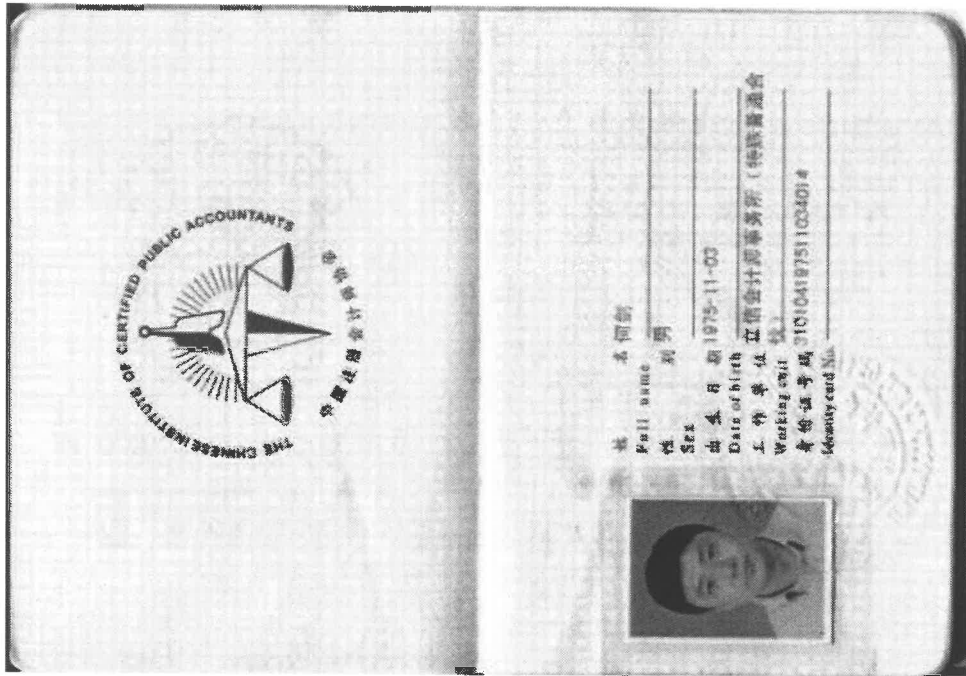 THE CHINESE INSTITUTE OF CERTIFIED PUBLIC ACCOUNTANTS
中国注册会计师协会
姓 名 何剑
Full name
性 别 男
Sex
出生日期 1975-11-03
Date of birth
工作单位 立信会计师事务所（特殊普通合
Working unit 伙）
身份证号码 310104197511034014
Identity card No.